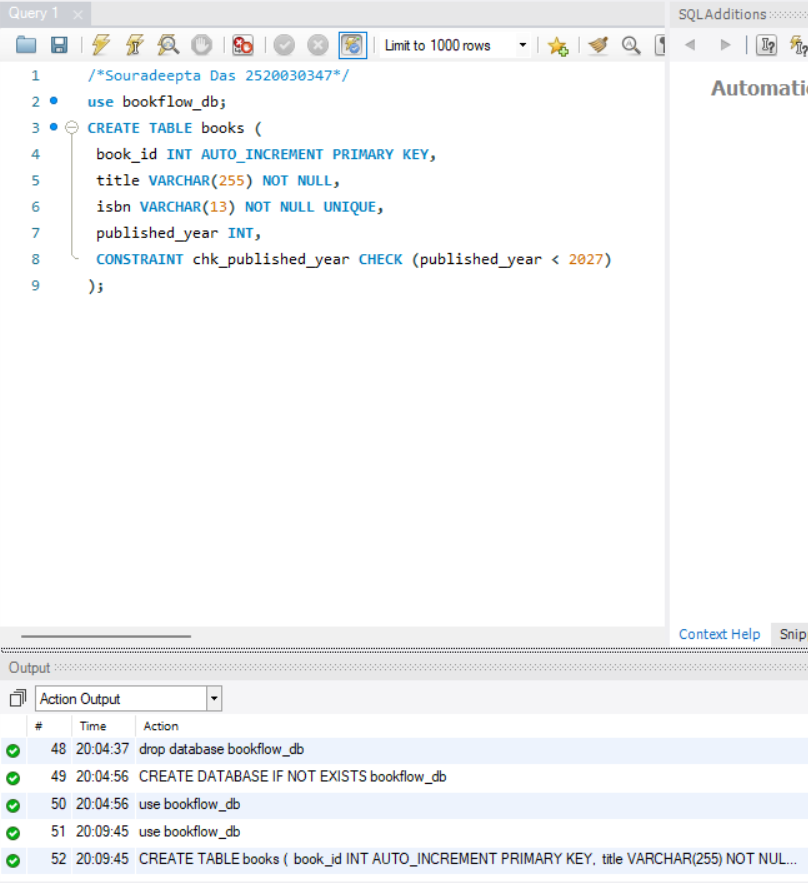 Query 1
SQLAdditions
Limit to 1000 rows
Automati
1 /*Souradeepta Das 2520030347*/
2 use bookflow_db;
3 CREATE TABLE books (
4 book_id INT AUTO_INCREMENT PRIMARY KEY,
5 title VARCHAR(255) NOT NULL,
6 isbn VARCHAR(13) NOT NULL UNIQUE,
7 published_year INT,
8 CONSTRAINT chk_published_year CHECK (published_year < 2027)
9 );
Context Help Snip
Output
Action Output
# Time Action
48 20:04:37 drop database bookflow_db
49 20:04:56 CREATE DATABASE IF NOT EXISTS bookflow_db
50 20:04:56 use bookflow_db
51 20:09:45 use bookflow_db
52 20:09:45 CREATE TABLE books ( book_id INT AUTO_INCREMENT PRIMARY KEY, title VARCHAR(255) NOT NUL...